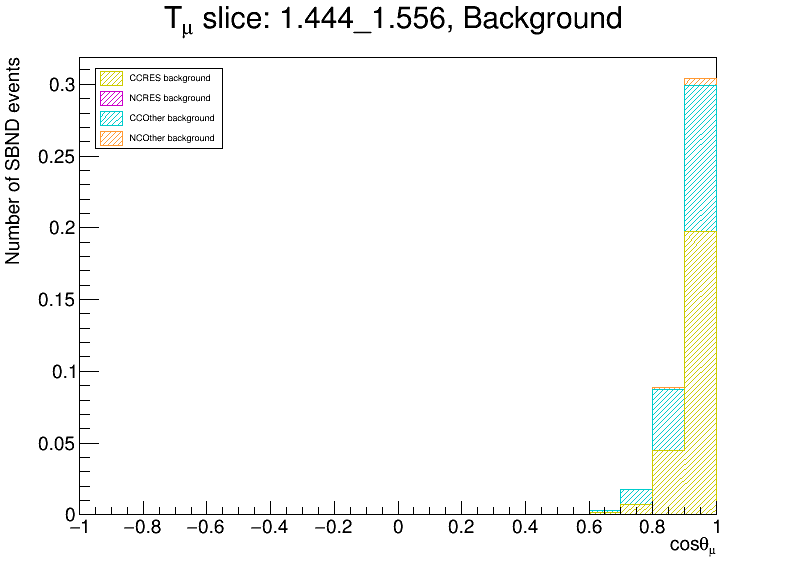 Tμ slice: 1.444_1.556, Background
Number of SBND events
CCRES background
NCRES background
CCOther background
NCOther background
0.3
0.25
0.2
0.15
0.1
0.05
0
−1 −0.8 −0.6 −0.4 −0.2 0 0.2 0.4 0.6 0.8 1
cosθμ